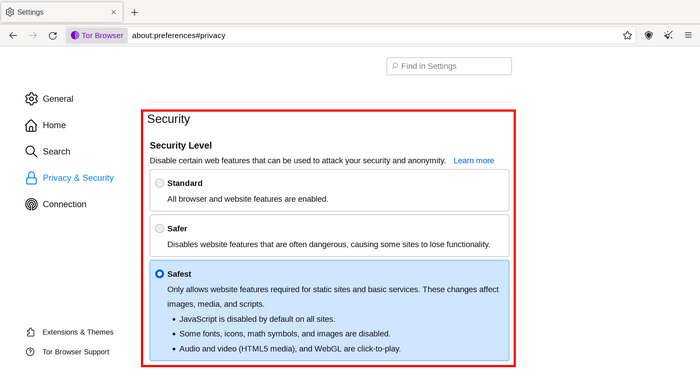 Settings
Tor Browser
about:preferences#privacy
Find in Settings
General
Home
Search
Privacy & Security
Connection
Extensions & Themes
Tor Browser Support
Security
Security Level
Disable certain web features that can be used to attack your security and anonymity. Learn more
Standard
All browser and website features are enabled.
Safer
Disables website features that are often dangerous, causing some sites to lose functionality.
Safest
Only allows website features required for static sites and basic services. These changes affect
images, media, and scripts.
• JavaScript is disabled by default on all sites.
• Some fonts, icons, math symbols, and images are disabled.
• Audio and video (HTML5 media), and WebGL are click-to-play.